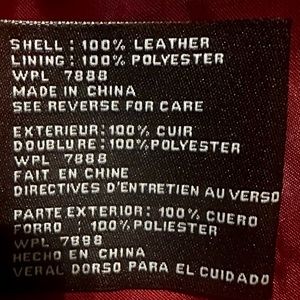 SHELL: 100% LEATHER
LINING: 100% POLYESTER
WPL 7888
MADE IN CHINA
SEE REVERSE FOR CARE
EXTERIEUR: 100% CUIR
DOUBLURE: 100% POLYESTER
WPL 7888
FAIT EN CHINE
DIRECTIVES D'ENTRETIEN AU VERSO
PARTE EXTERIOR: 100% CUERO
FORRO : 100% POLIESTER
WPL 7888
HECHO EN CHINA
VERAL DORSO PARA EL CUIDADO